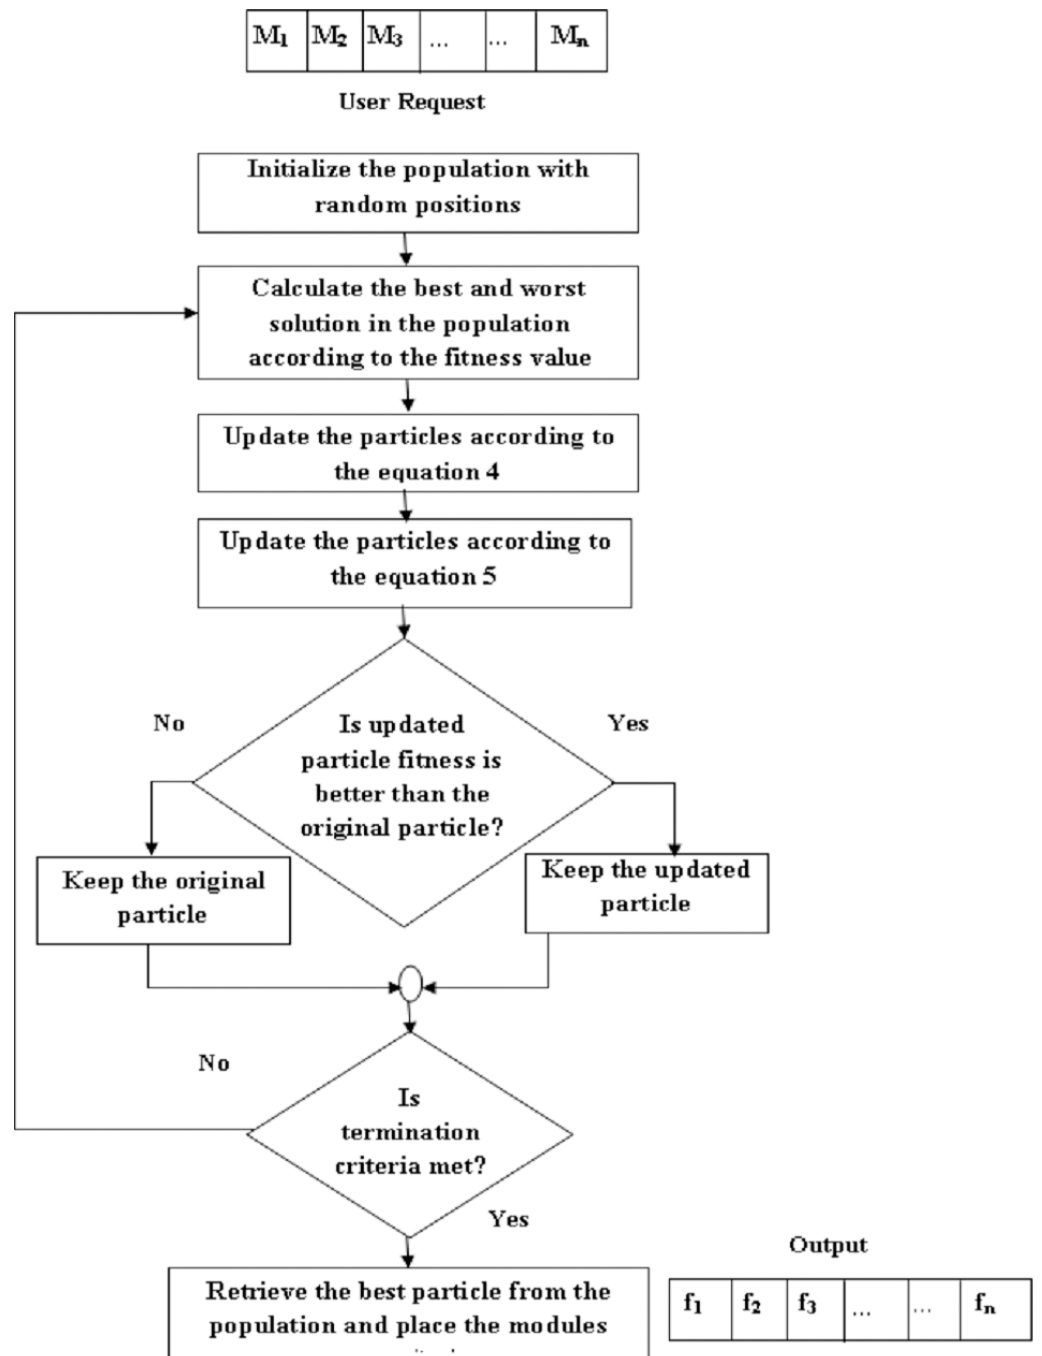 M1 M2 M3 ... ... Mn
User Request
Initialize the population with
random positions
Calculate the best and worst
solution in the population
according to the fitness value
Update the particles according to
the equation 4
Update the particles according to
the equation 5
No
Yes
Is updated
particle fitness is
better than the
original particle?
Keep the original
particle
Keep the updated
particle
No
Is
termination
criteria met?
Yes
Output
Retrieve the best particle from the
population and place the modules
f1 f2 f3 ... ... fn